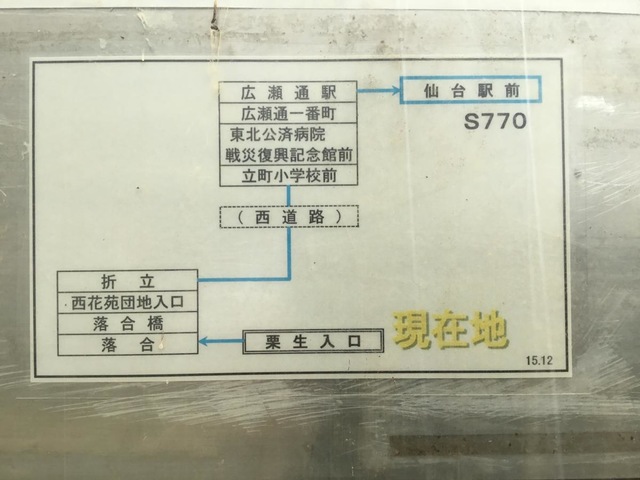 広瀬通駅
仙台駅前
広瀬通一番町
S770
東北公済病院
戦災復興記念館前
立町小学校前
(西道路)
折立
西花苑団地入口
落合橋
落合
栗生入口
現在地
15.12